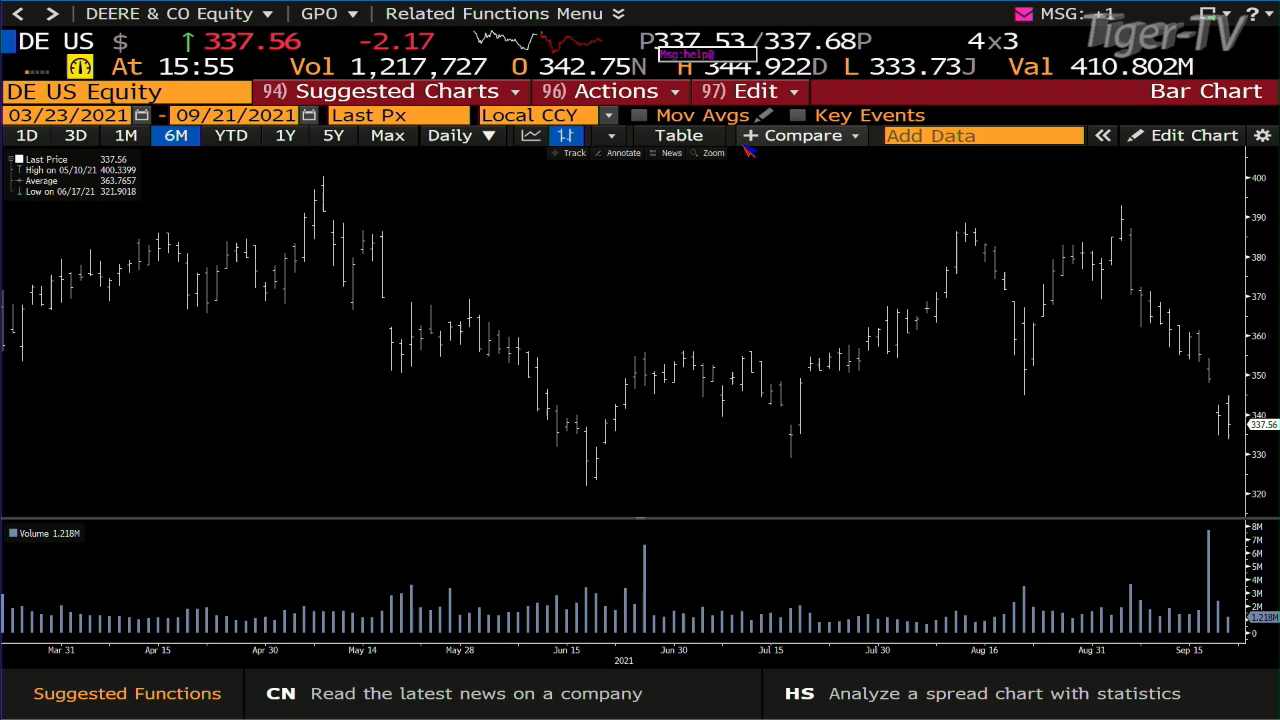 < > DEERE & CO Equity ▼ GPO ▼ Related Functions Menu MSG: +1 ? Tiger-TV
DE US $ ↑ 337.56 -2.17 P337.53/337.68P 4x3
Msg:help@
At 15:55 Vol 1,217,727 O 342.75N H 344.922D L 333.73J Val 410.802M
DE US Equity 94) Suggested Charts 96) Actions 97) Edit Bar Chart
03/23/2021 - 09/21/2021 Last Px Local CCY Mov Avgs Key Events
1D 3D 1M 6M YTD 1Y 5Y Max Daily ▼ Table + Compare Add Data « Edit Chart
Track Annotate News Zoom
Last Price 337.56
High on 05/10/21 400.3399
Average 363.7657
Low on 06/17/21 321.9018
400
390
380
370
360
350
340
337.56
330
320
Volume 1.218M
8M
7M
6M
5M
4M
3M
2M
1.218M
0
Mar 31 Apr 15 Apr 30 May 14 May 28 Jun 15 Jun 30 Jul 15 Jul 30 Aug 16 Aug 31 Sep 15
2021
Suggested Functions CN Read the latest news on a company HS Analyze a spread chart with statistics